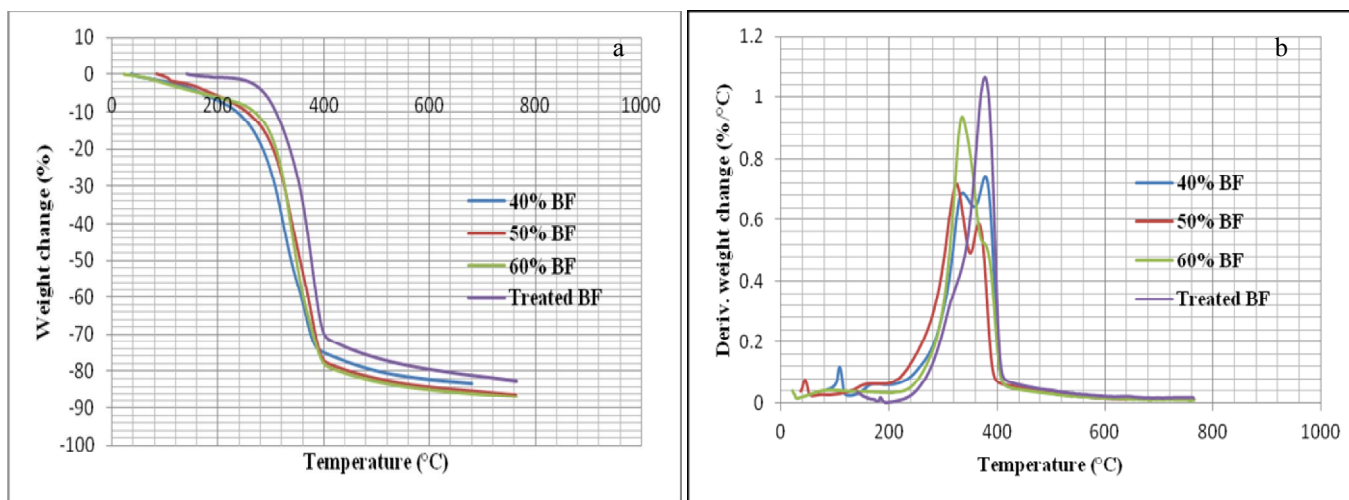 a
10
0
-10
-20
-30
-40
-50
-60
-70
-80
-90
-100
0 200 400 600 800 1000
Weight change (%)
Temperature (°C)
40% BF
50% BF
60% BF
Treated BF
b
1.2
1
0.8
0.6
0.4
0.2
0
0 200 400 600 800 1000
Deriv. weight change (%/°C)
Temperature (°C)
40% BF
50% BF
60% BF
Treated BF